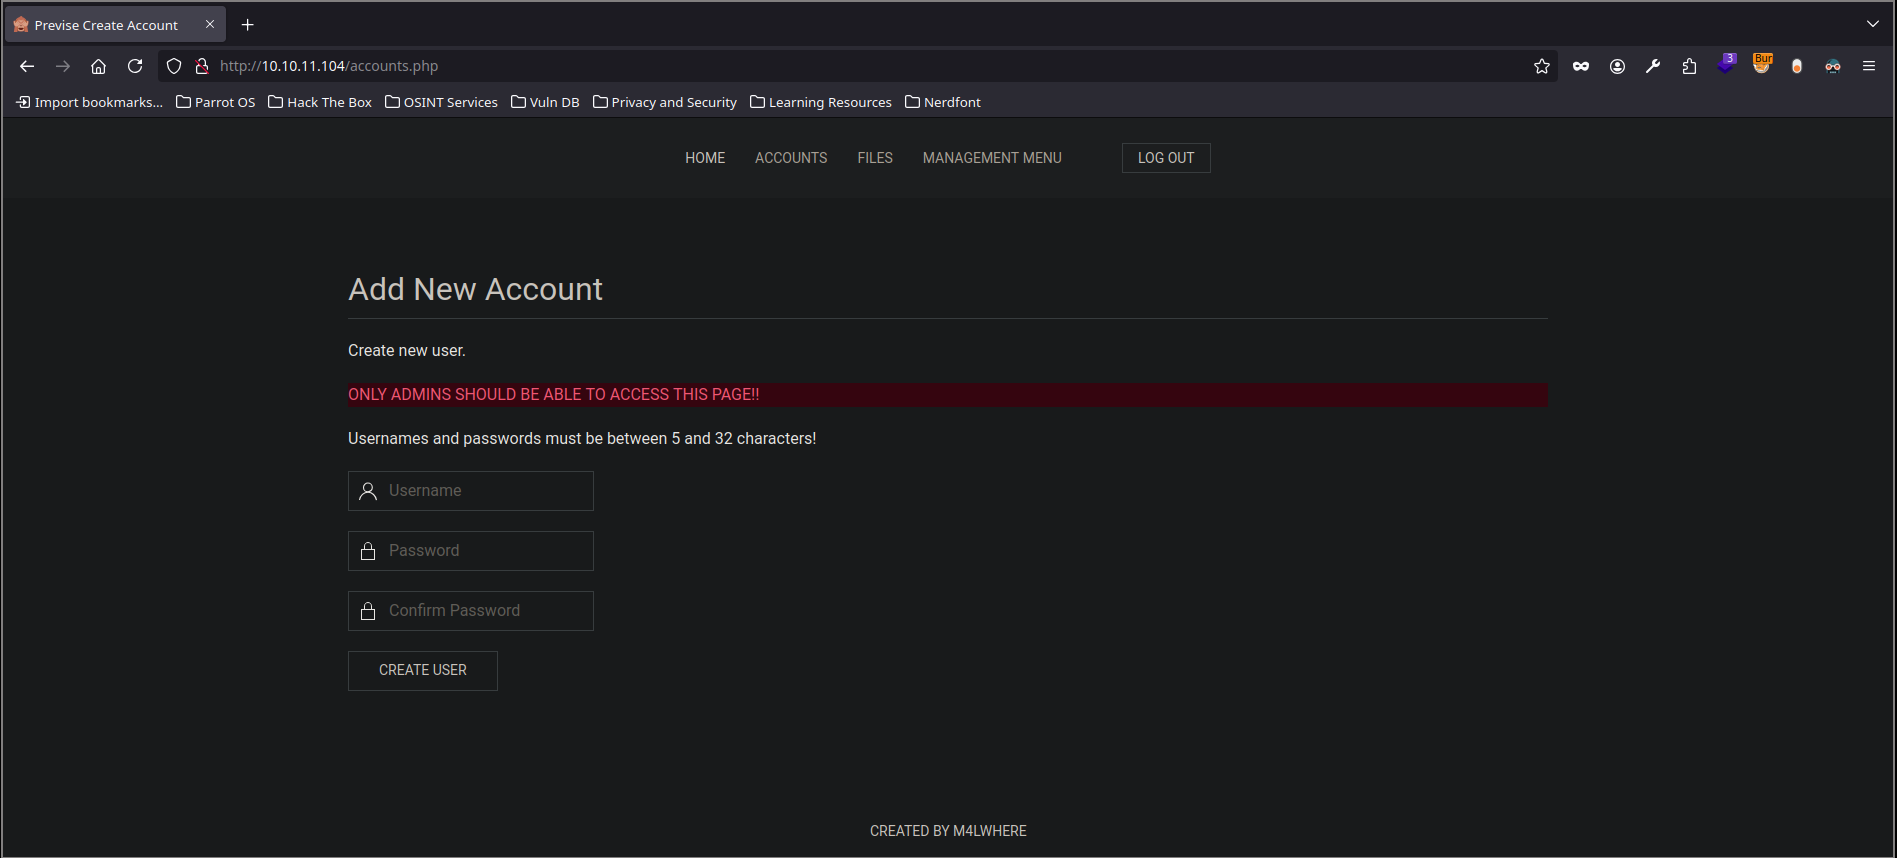 Previse Create Account
http://10.10.11.104/accounts.php
3
Bur
Import bookmarks... Parrot OS Hack The Box OSINT Services Vuln DB Privacy and Security Learning Resources Nerdfont
HOME ACCOUNTS FILES MANAGEMENT MENU LOG OUT
Add New Account
Create new user.
ONLY ADMINS SHOULD BE ABLE TO ACCESS THIS PAGE!!
Usernames and passwords must be between 5 and 32 characters!
Username
Password
Confirm Password
CREATE USER
CREATED BY M4LWHERE